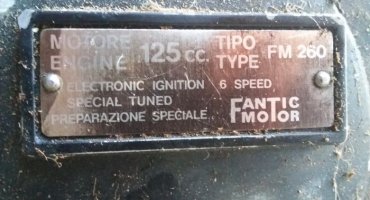 MOTORE 125 CC. TIPO FM 260
ENGINE TYPE
ELECTRONIC IGNITION 6 SPEED
SPECIAL TUNED
PREPARAZIONE SPECIALE
FANTIC
MOTOR